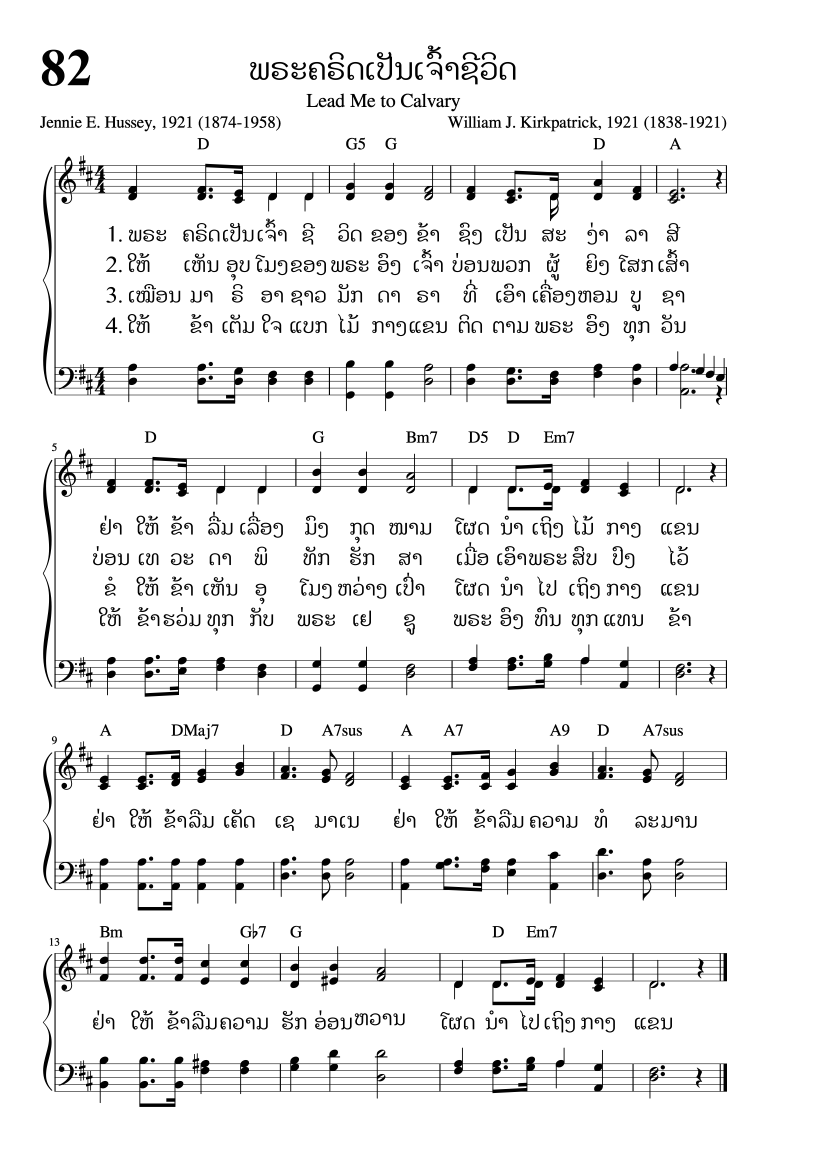 82
ພຣະຄຣິດເປັນເຈົ້າຊີວິດ
Lead Me to Calvary
Jennie E. Hussey, 1921 (1874-1958)
William J. Kirkpatrick, 1921 (1838-1921)
D G5 G D A
1. ພຣະ ຄຣິດເປັນເຈົ້າ ຊີ ວິດ ຂອງ ຂ້າ ຊົງ ເປັນ ສະ ງ່າ ລາ ສີ
2. ໃຫ້ ເຫັນ ອຸບ ໂມງຂອງ ພຣະ ອົງ ເຈົ້າ ບ່ອນພວກ ຜູ້ ຍິງ ໂສກເສົ້າ
3. ເໝືອນ ມາ ຣິ ອາ ຊາວ ມັກ ດາ ຣາ ທີ່ ເອົາ ເຄື່ອງຫອມ ບູ ຊາ
4. ໃຫ້ ຂ້າ ເຕັມ ໃຈ ແບກ ໄມ້ ກາງແຂນ ຕິດ ຕາມ ພຣະ ອົງ ທຸກ ວັນ
5
D G Bm7 D5 D Em7
ຢ່າ ໃຫ້ ຂ້າ ລື່ມ ເລື່ອງ ມົງ ກຸດ ໜາມ ໂຜດ ນຳ ເຖິງ ໄມ້ ກາງ ແຂນ
ບ່ອນ ເທ ວະ ດາ ພິ ທັກ ຮັກ ສາ ເມື່ອ ເອົາພຣະ ສົບ ປົງ ໄວ້
ຂໍ ໃຫ້ ຂ້າ ເຫັນ ອຸ ໂມງ ຫວ່າງ ເປົ່າ ໂຜດ ນຳ ໄປ ເຖິງ ກາງ ແຂນ
ໃຫ້ ຂ້າຮວ່ມ ທຸກ ກັບ ພຣະ ເຢ ຊູ ພຣະ ອົງ ທົນ ທຸກ ແທນ ຂ້າ
9
A DMaj7 D A7sus A A7 A9 D A7sus
ຢ່າ ໃຫ້ ຂ້າລືມ ເຄັດ ເຊ ມາເນ ຢ່າ ໃຫ້ ຂ້າລືມ ຄວາມ ທໍ ລະມານ
13
Bm G♭7 G D Em7
ຢ່າ ໃຫ້ ຂ້າລືມຄວາມ ຮັກ ອ່ອນຫວານ ໂຜດ ນຳ ໄປເຖິງ ກາງ ແຂນ